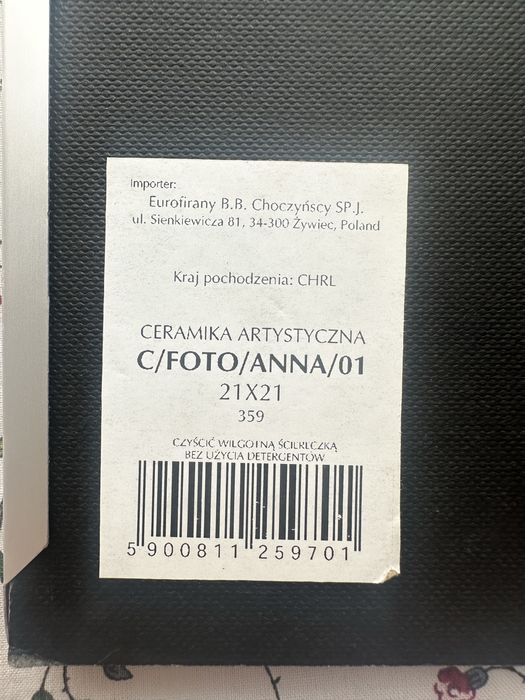 Importer:
Eurofirany B.B. Choczyńscy SP.J.
ul. Sienkiewicza 81, 34-300 Żywiec, Poland
Kraj pochodzenia: CHRL
CERAMIKA ARTYSTYCZNA
C/FOTO/ANNA/01
21X21
359
CZYŚCIĆ WILGOTNĄ ŚCIERECZKĄ
BEZ UŻYCIA DETERGENTÓW
5 900811 259701